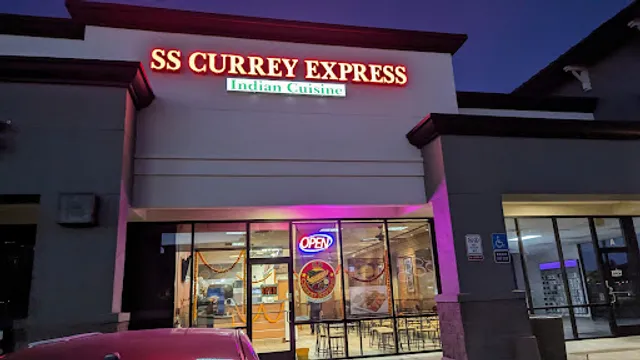 SS CURREY EXPRESS
Indian Cuisine
OPEN